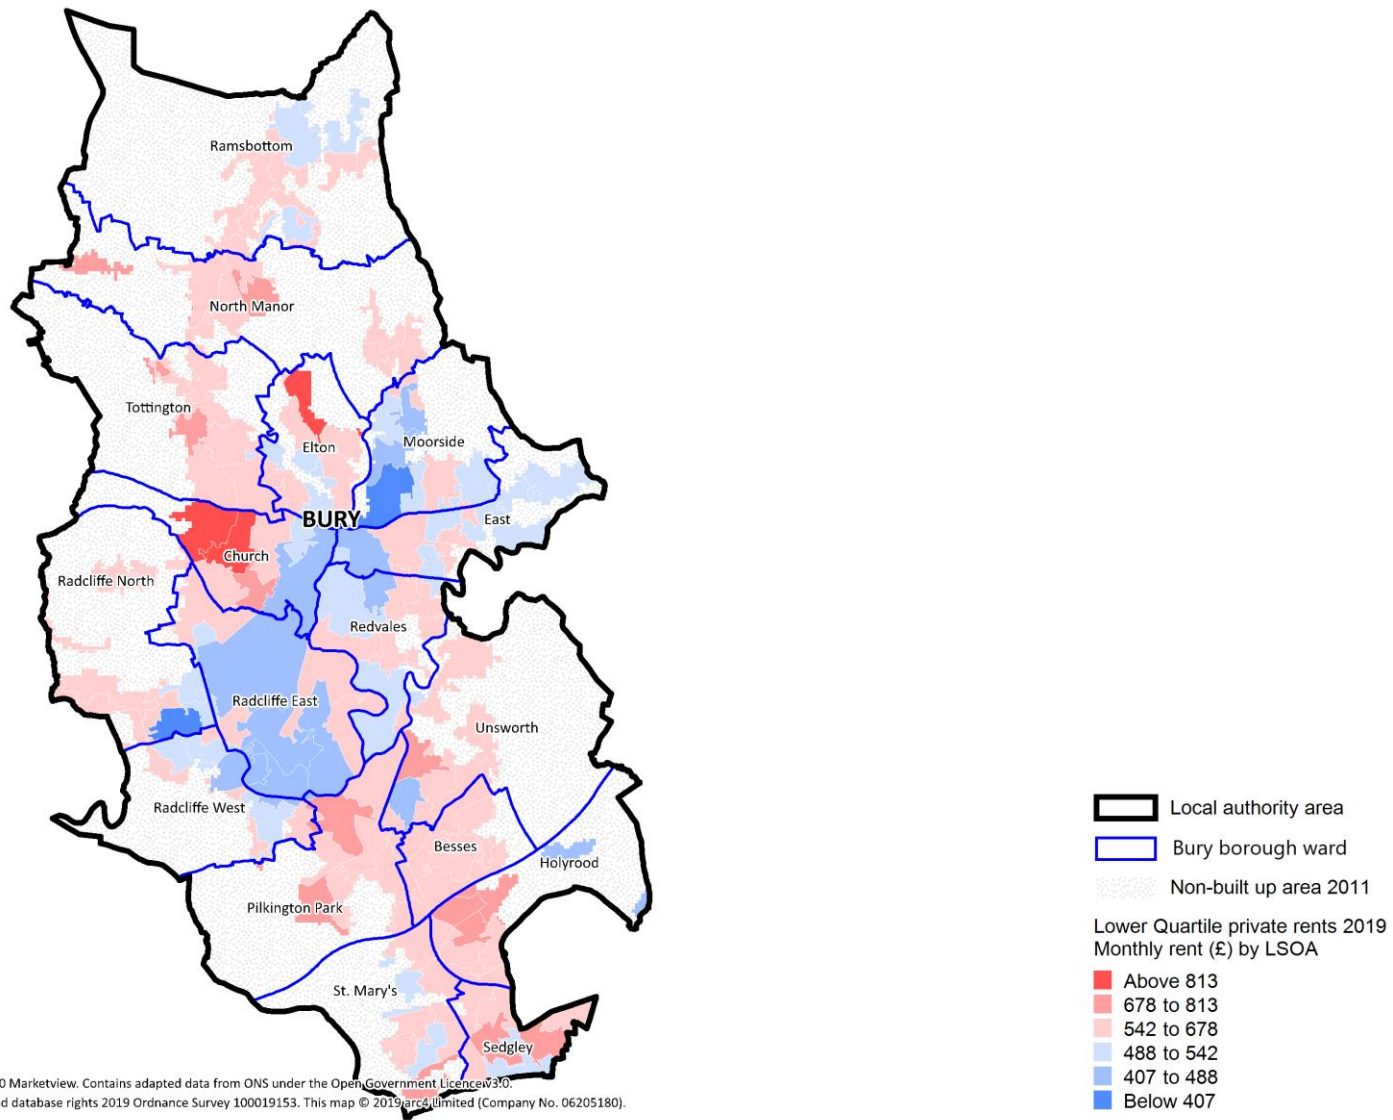 Ramsbottom
North Manor
Tottington
Elton
Moorside
BURY
East
Church
Radcliffe North
Redvales
Radcliffe East
Unsworth
Radcliffe West
Besses
Holyrood
Pilkington Park
St. Mary's
Sedgley
0 Marketview. Contains adapted data from ONS under the Open Government Licence v3.0.
d database rights 2019 Ordnance Survey 100019153. This map © 2019 arc4 Limited (Company No. 06205180).
Local authority area
Bury borough ward
Non-built up area 2011
Lower Quartile private rents 2019
Monthly rent (£) by LSOA
Above 813
678 to 813
542 to 678
488 to 542
407 to 488
Below 407